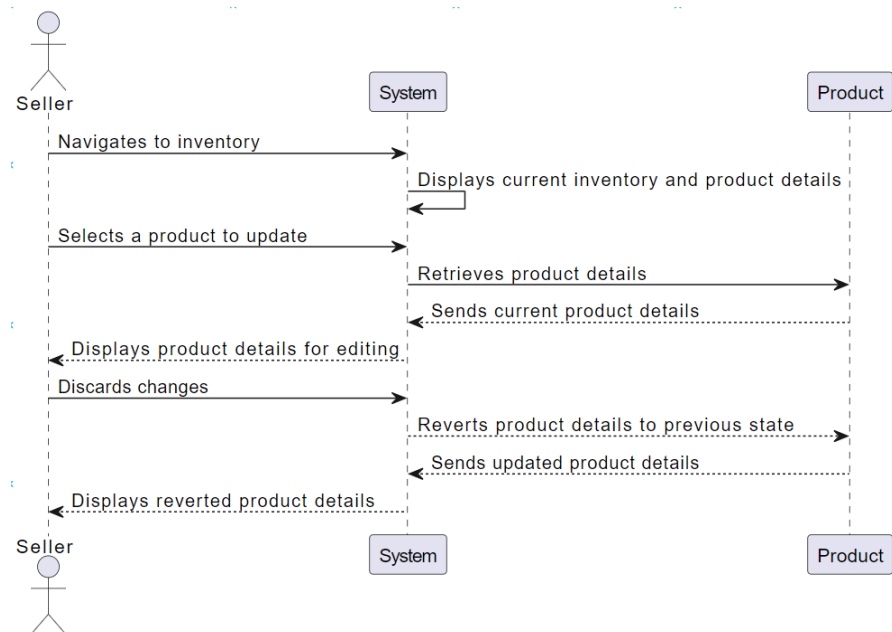 Seller
System
Product
Navigates to inventory
Displays current inventory and product details
Selects a product to update
Retrieves product details
Sends current product details
Displays product details for editing
Discards changes
Reverts product details to previous state
Sends updated product details
Displays reverted product details
Seller
System
Product